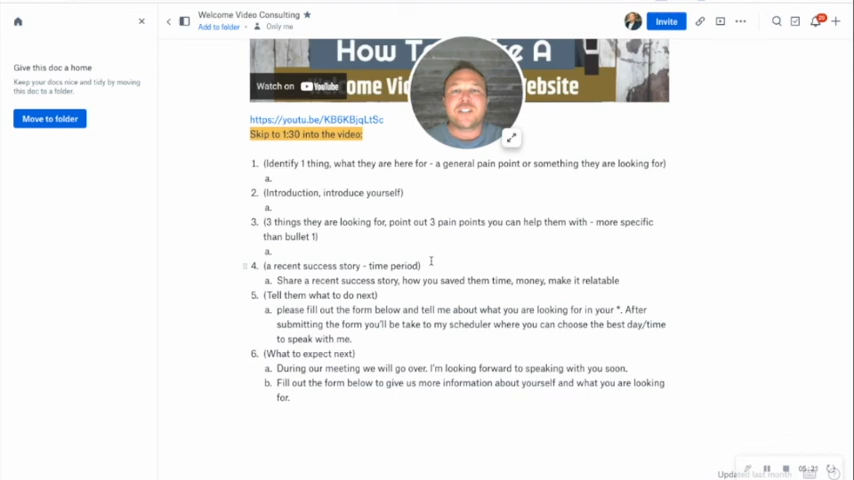 Welcome Video Consulting ★
Add to folder • Only me
Invite
20
Give this doc a home
Keep your docs nice and tidy by moving
this doc to a folder.
Move to folder
How To
A
Watch on YouTube
Website
https://youtu.be/KB6KBjqLtSc
Skip to 1:30 into the video:
1. (Identify 1 thing, what they are here for - a general pain point or something they are looking for)
a.
2. (Introduction, introduce yourself)
a.
3. (3 things they are looking for, point out 3 pain points you can help them with - more specific
than bullet 1)
a.
4. (a recent success story - time period)
a. Share a recent success story, how you saved them time, money, make it relatable
5. (Tell them what to do next)
a. please fill out the form below and tell me about what you are looking for in your *. After
submitting the form you'll be take to my scheduler where you can choose the best day/time
to speak with me.
6. (What to expect next)
a. During our meeting we will go over. I'm looking forward to speaking with you soon.
b. Fill out the form below to give us more information about yourself and what you are looking
for.
Updated last month
05:21